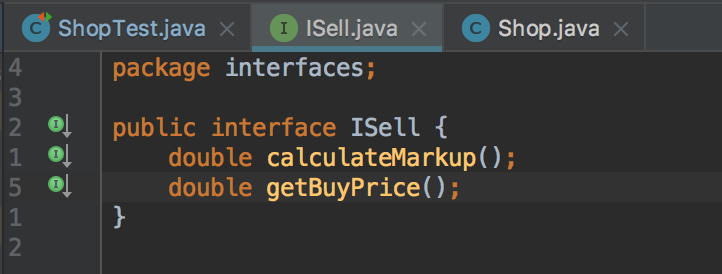 ShopTest.java ISell.java Shop.java
4 package interfaces;
3
2 public interface ISell {
1 double calculateMarkup();
5 double getBuyPrice();
1 }
2